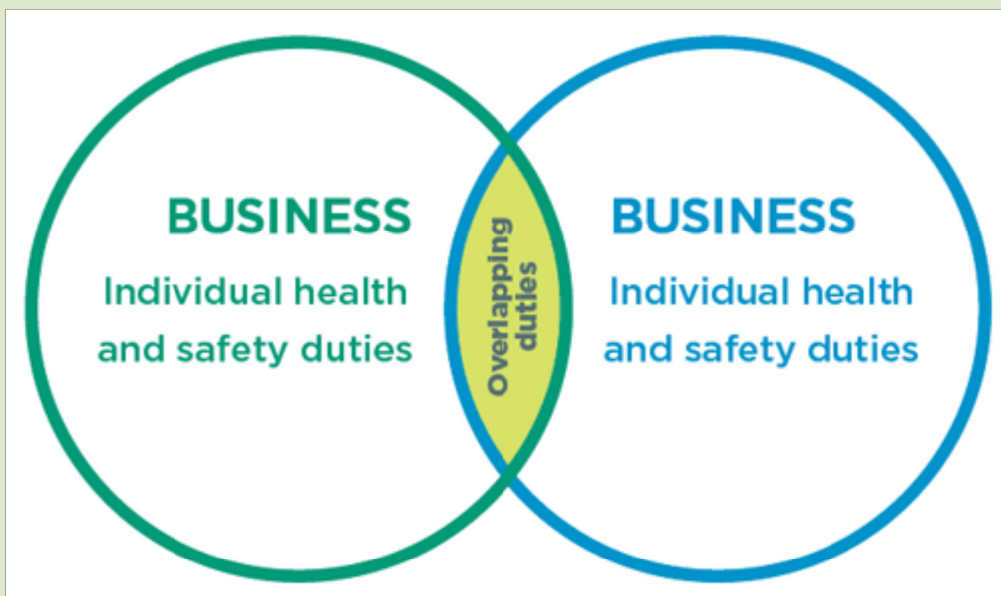 BUSINESS
Individual health
and safety duties
Overlapping
duties
BUSINESS
Individual health
and safety duties